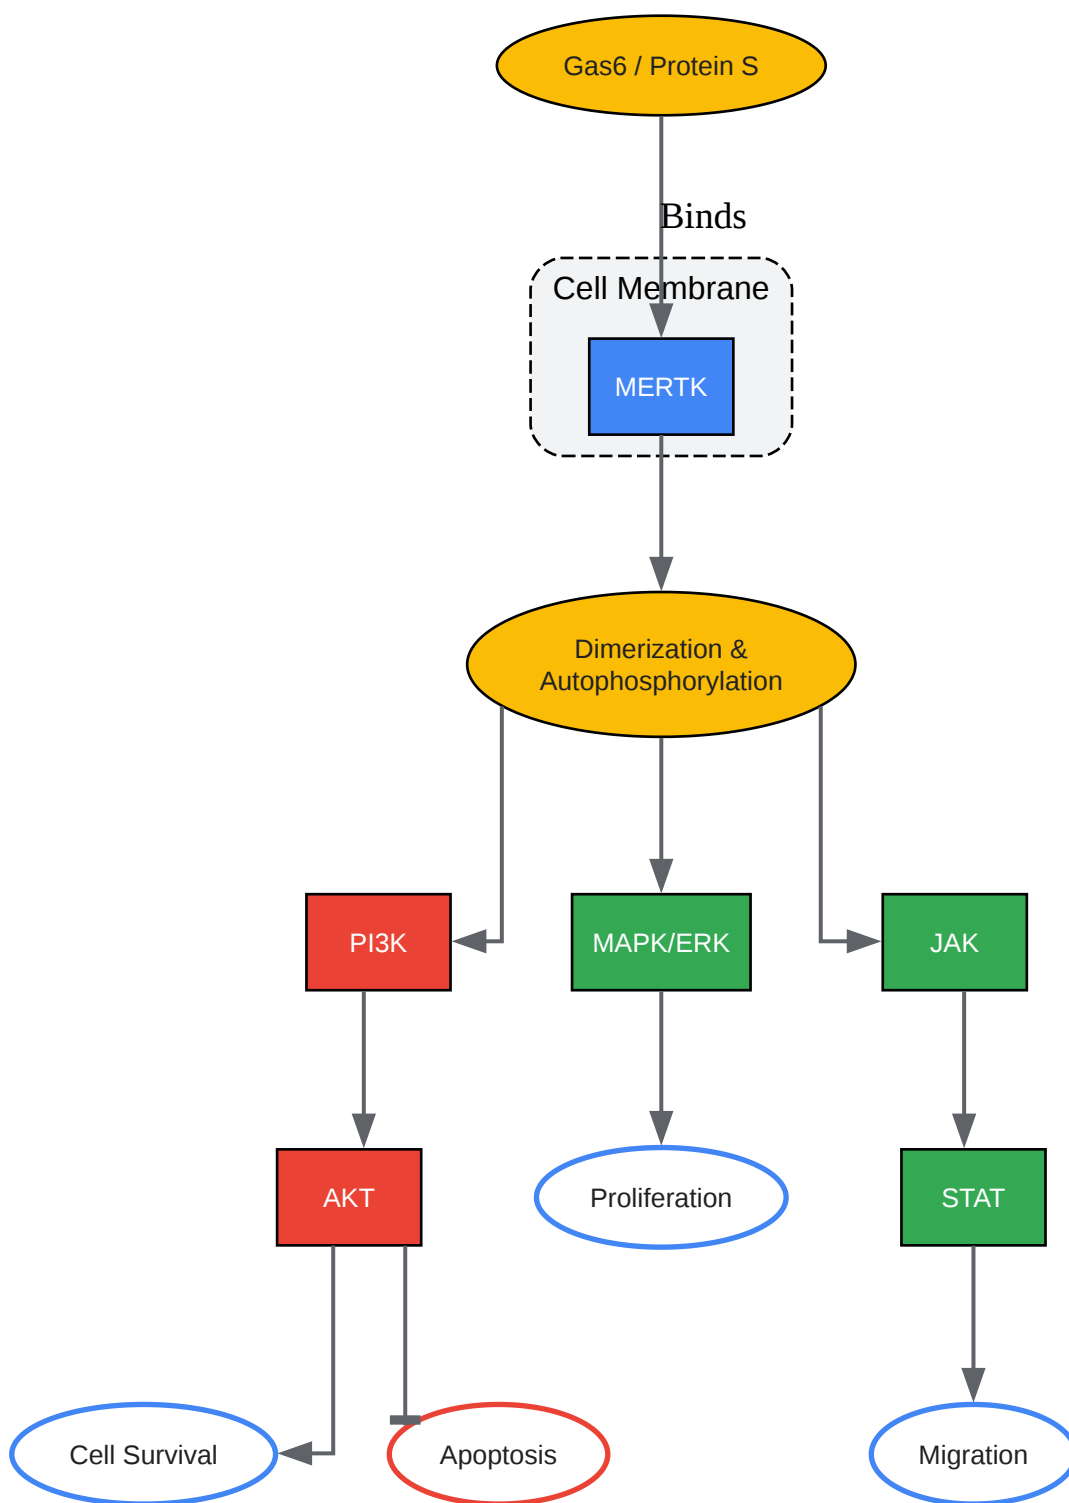 Gas6 / Protein S
Binds
Cell Membrane
MERTK
Dimerization &
Autophosphorylation
PI3K
MAPK/ERK
JAK
AKT
Proliferation
STAT
Cell Survival
Apoptosis
Migration